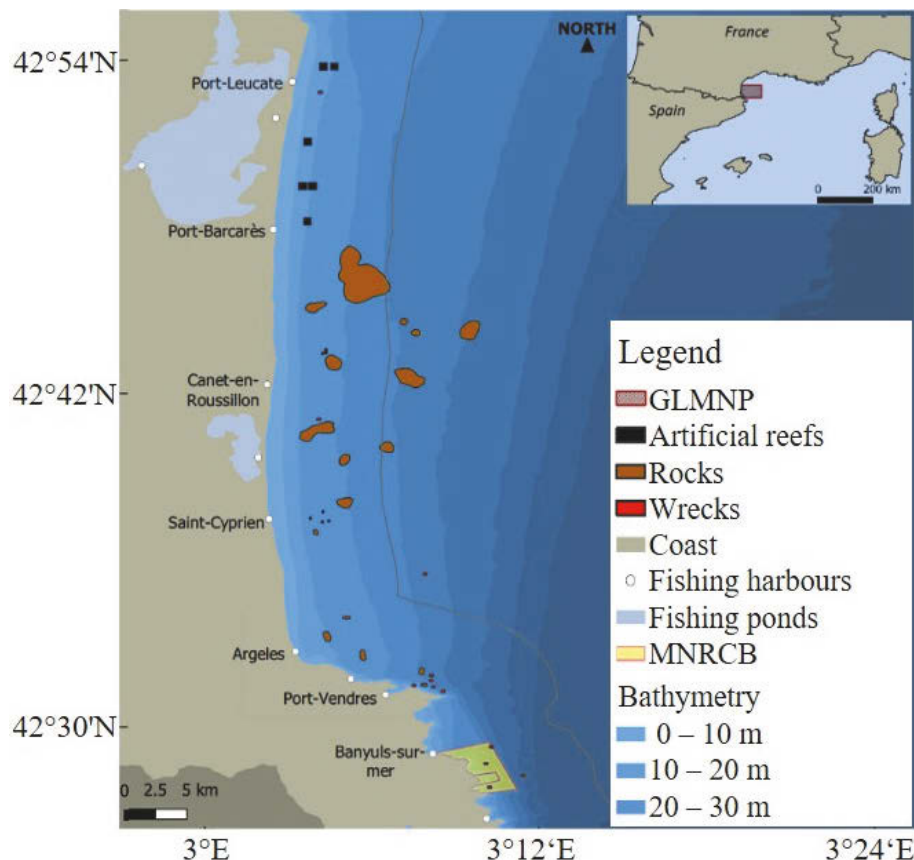 42°54'N
NORTH
France
Spain
0 200 km
Port-Leucate
Port-Barcarès
Canet-en-
Roussillon
42°42'N
Saint-Cyprien
Argeles
Port-Vendres
42°30'N
Banyuls-sur-
mer
0 2.5 5 km
Legend
GLMNP
Artificial reefs
Rocks
Wrecks
Coast
Fishing harbours
Fishing ponds
MNRCB
Bathymetry
0 – 10 m
10 – 20 m
20 – 30 m
3°E
3°12'E
3°24'E